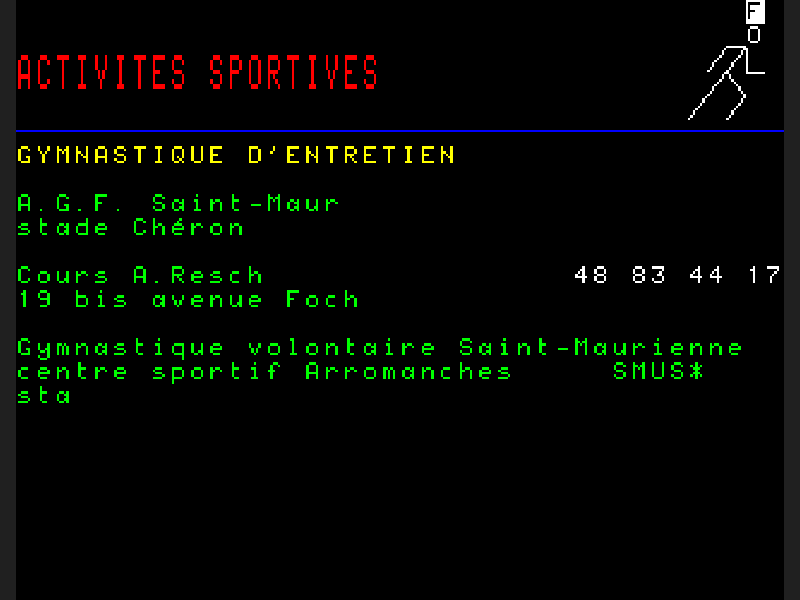 F
ACTIVITES SPORTIVES
GYMNASTIQUE D'ENTRETIEN
A.G.F. Saint-Maur
stade Chéron
Cours A.Resch 48 83 44 17
19 bis avenue Foch
Gymnastique volontaire Saint-Maurienne
centre sportif Arromanches SMUS*
sta